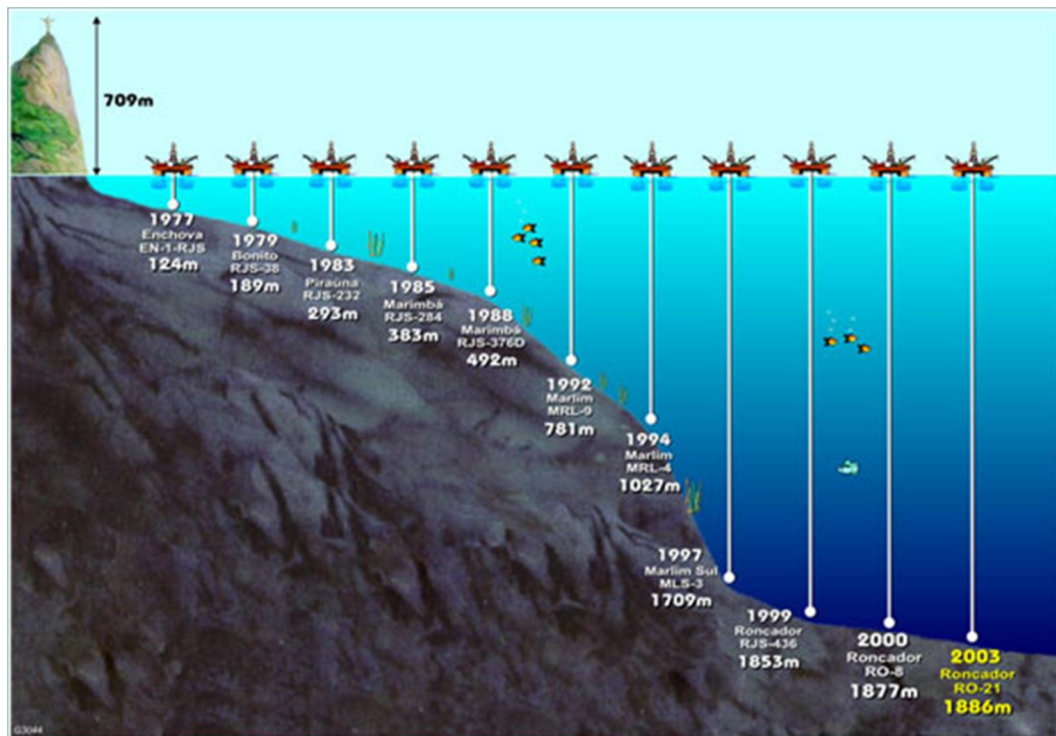 709m
1977
Enchova
EN-1-RJS
124m
1979
Bonito
RJS-38
189m
1983
Piraúna
RJS-232
293m
1985
Marimbá
RJS-284
383m
1988
Marimbá
RJS-376D
492m
1992
Marlim
MRL-9
781m
1994
Marlim
MRL-4
1027m
1997
Marlim Sul
MLS-3
1709m
1999
Roncador
RJS-436
1853m
2000
Roncador
RO-8
1877m
2003
Roncador
RO-21
1886m
G3044